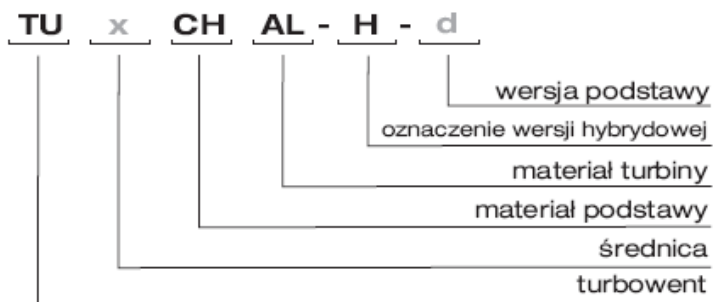 TU x CH AL - H - d
wersja podstawy
oznaczenie wersji hybrydowej
materiał turbiny
materiał podstawy
średnica
turbowent